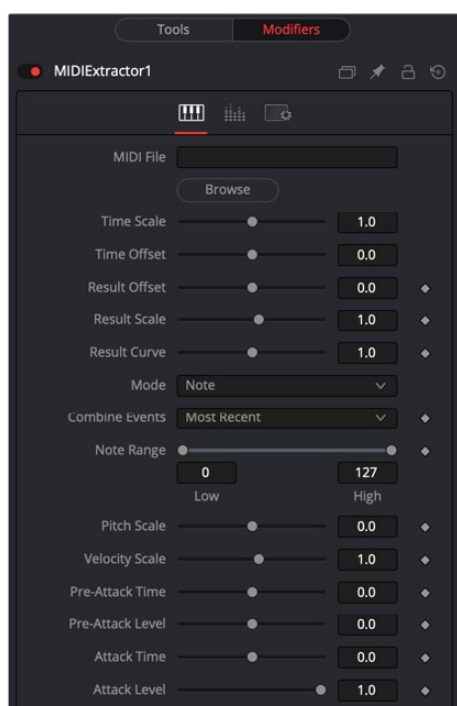 Tools Modifiers
MIDIExtractor1
MIDI File
Browse
Time Scale 1.0
Time Offset 0.0
Result Offset 0.0
Result Scale 1.0
Result Curve 1.0
Mode Note
Combine Events Most Recent
Note Range
0 127
Low High
Pitch Scale 0.0
Velocity Scale 1.0
Pre-Attack Time 0.0
Pre-Attack Level 0.0
Attack Time 0.0
Attack Level 1.0